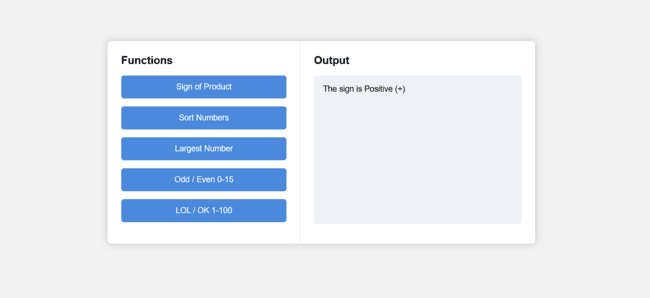 Functions
Sign of Product
Sort Numbers
Largest Number
Odd / Even 0-15
LOL / OK 1-100
Output
The sign is Positive (+)